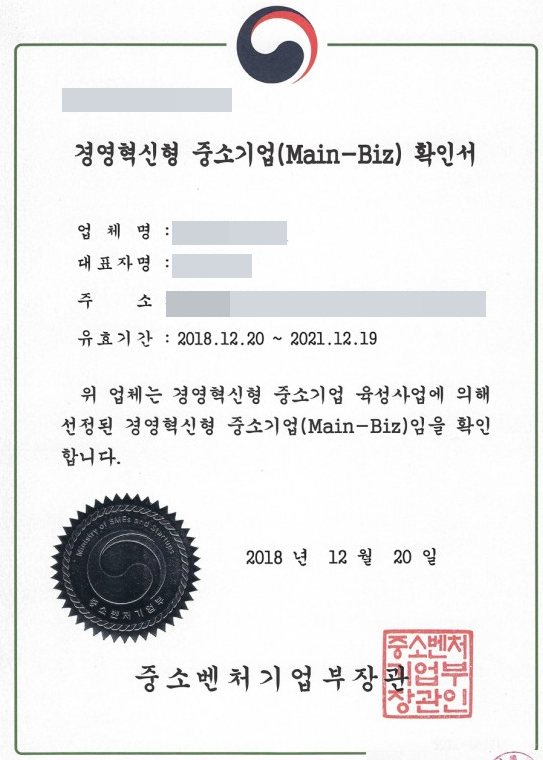 경영혁신형 중소기업(Main-Biz) 확인서
업 체 명 :
대표자명 :
주 소
유효기간 : 2018.12.20 ~ 2021.12.19
위 업체는 경영혁신형 중소기업 육성사업에 의해
선정된 경영혁신형 중소기업(Main-Biz)임을 확인
합니다.
Ministry of SMEs and Startups
중소벤처기업부
2018 년 12 월 20 일
중소벤처기업부장관
중소벤처
기업부
장관인